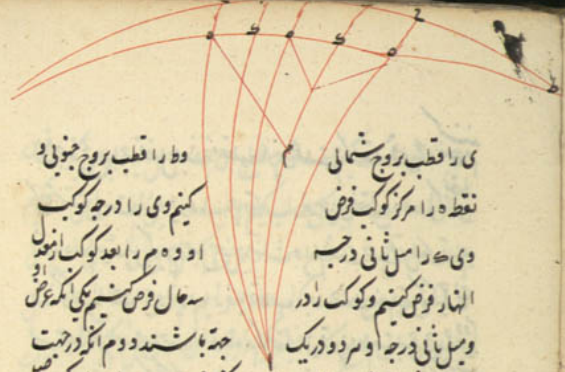 ی را قطب بروج شمالی وط را قطب بروج جنوبی و
نقطه ه را مرکز کوکب فرض کنیم وی را درجه کوکب
وی ک را میل ثانی درجه او و ه م را بعد کوکب از معدل
النهار فرض کنیم و کوکب را در سه حال فرض کنیم یکی آنکه عرض او
و میل ثانی درجه او هر دو در یک جهة باشند دوم آنکه در جهت